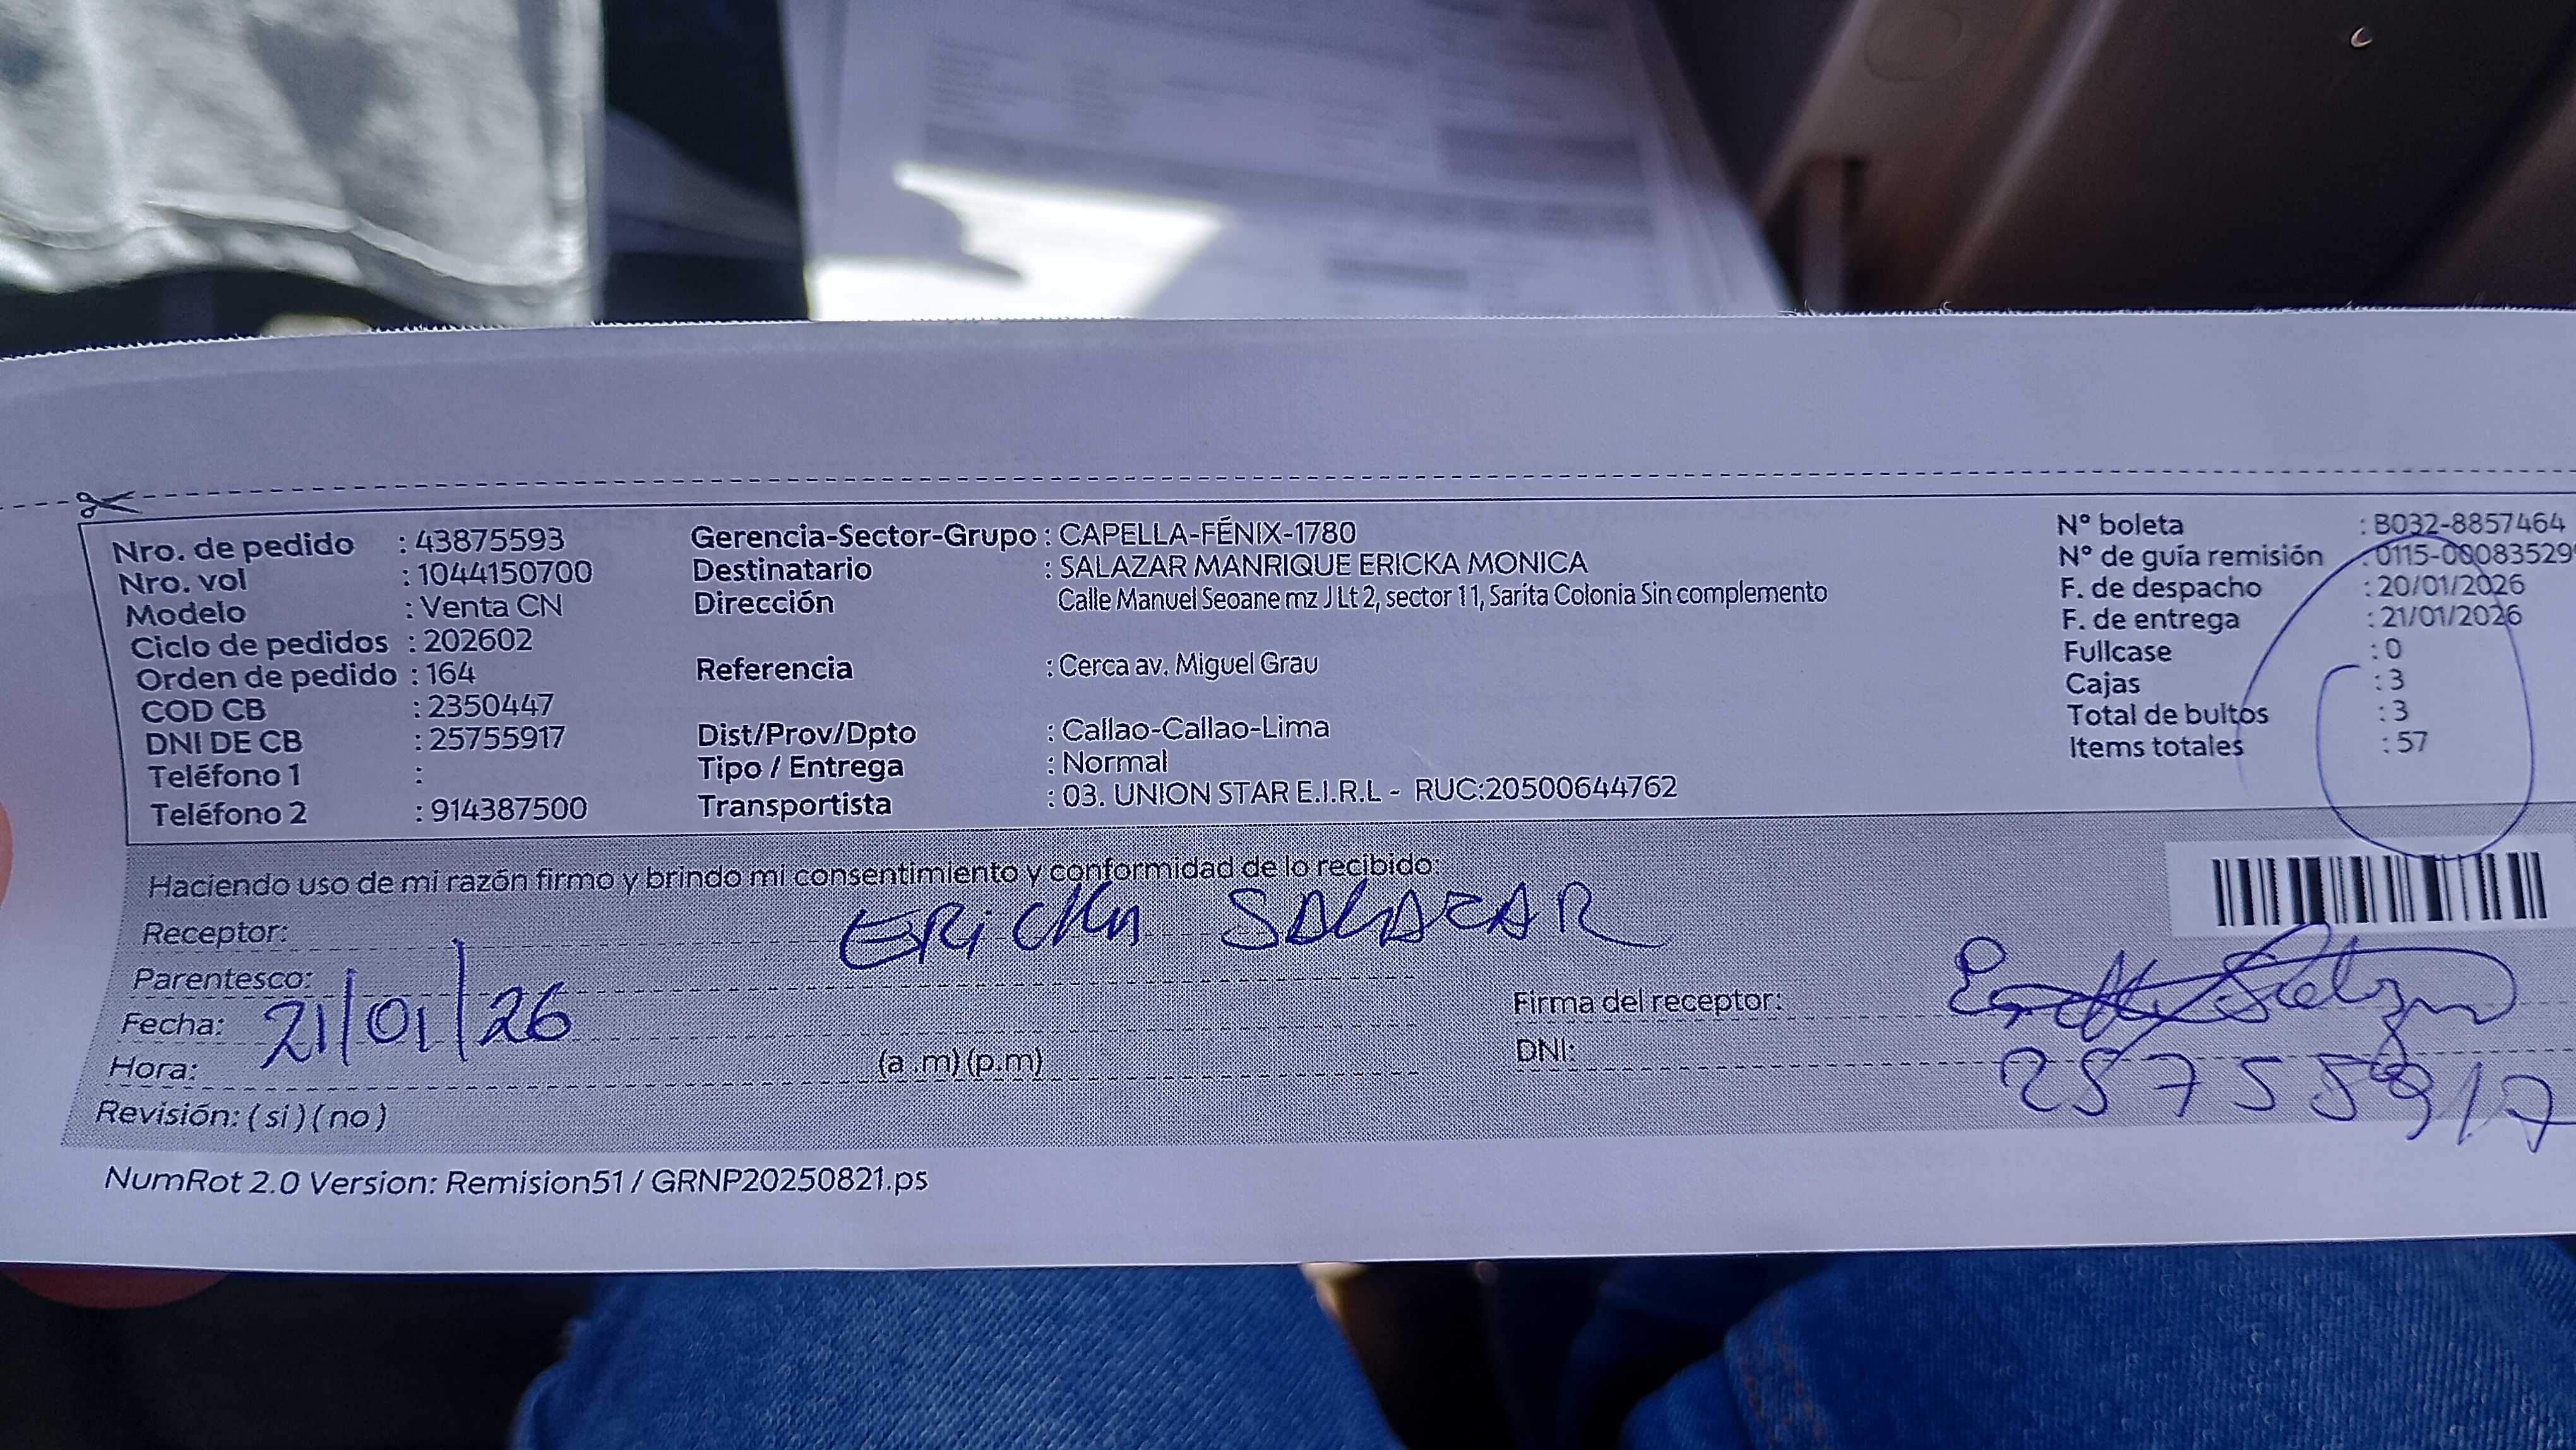 Nro. de pedido : 43875593
Nro. vol : 1044150700
Modelo : Venta CN
Ciclo de pedidos : 202602
Orden de pedido : 164
COD CB : 2350447
DNI DE CB : 25755917
Teléfono 1 :
Teléfono 2 : 914387500
Gerencia-Sector-Grupo : CAPELLA-FÉNIX-1780
Destinatario : SALAZAR MANRIQUE ERICKA MONICA
Dirección Calle Manuel Seoane mz J Lt 2, sector 11, Sarita Colonia Sin complemento
Referencia : Cerca av. Miguel Grau
Dist/Prov/Dpto : Callao-Callao-Lima
Tipo / Entrega : Normal
Transportista : 03. UNION STAR E.I.R.L - RUC:20500644762
N° boleta : B032-8857464
N° de guía remisión : 0115-00083529
F. de despacho : 20/01/2026
F. de entrega : 21/01/2026
Fullcase : 0
Cajas : 3
Total de bultos : 3
Items totales : 57
Haciendo uso de mi razón firmo y brindo mi consentimiento y conformidad de lo recibido:
Receptor: ERICKA SALAZAR
Parentesco:
Fecha: 21/01/26
Hora: (a .m) (p.m)
Revisión: ( si ) ( no )
Firma del receptor:
DNI: 25755917
NumRot 2.0 Version: Remision51 / GRNP20250821.ps